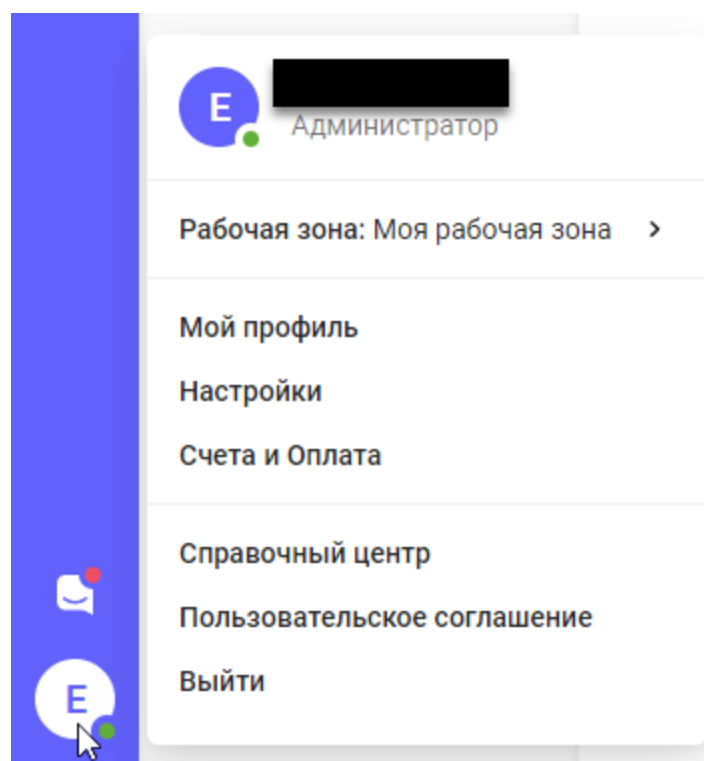 E
Администратор
Рабочая зона: Моя рабочая зона
Мой профиль
Настройки
Счета и Оплата
Справочный центр
Пользовательское соглашение
Выйти
E